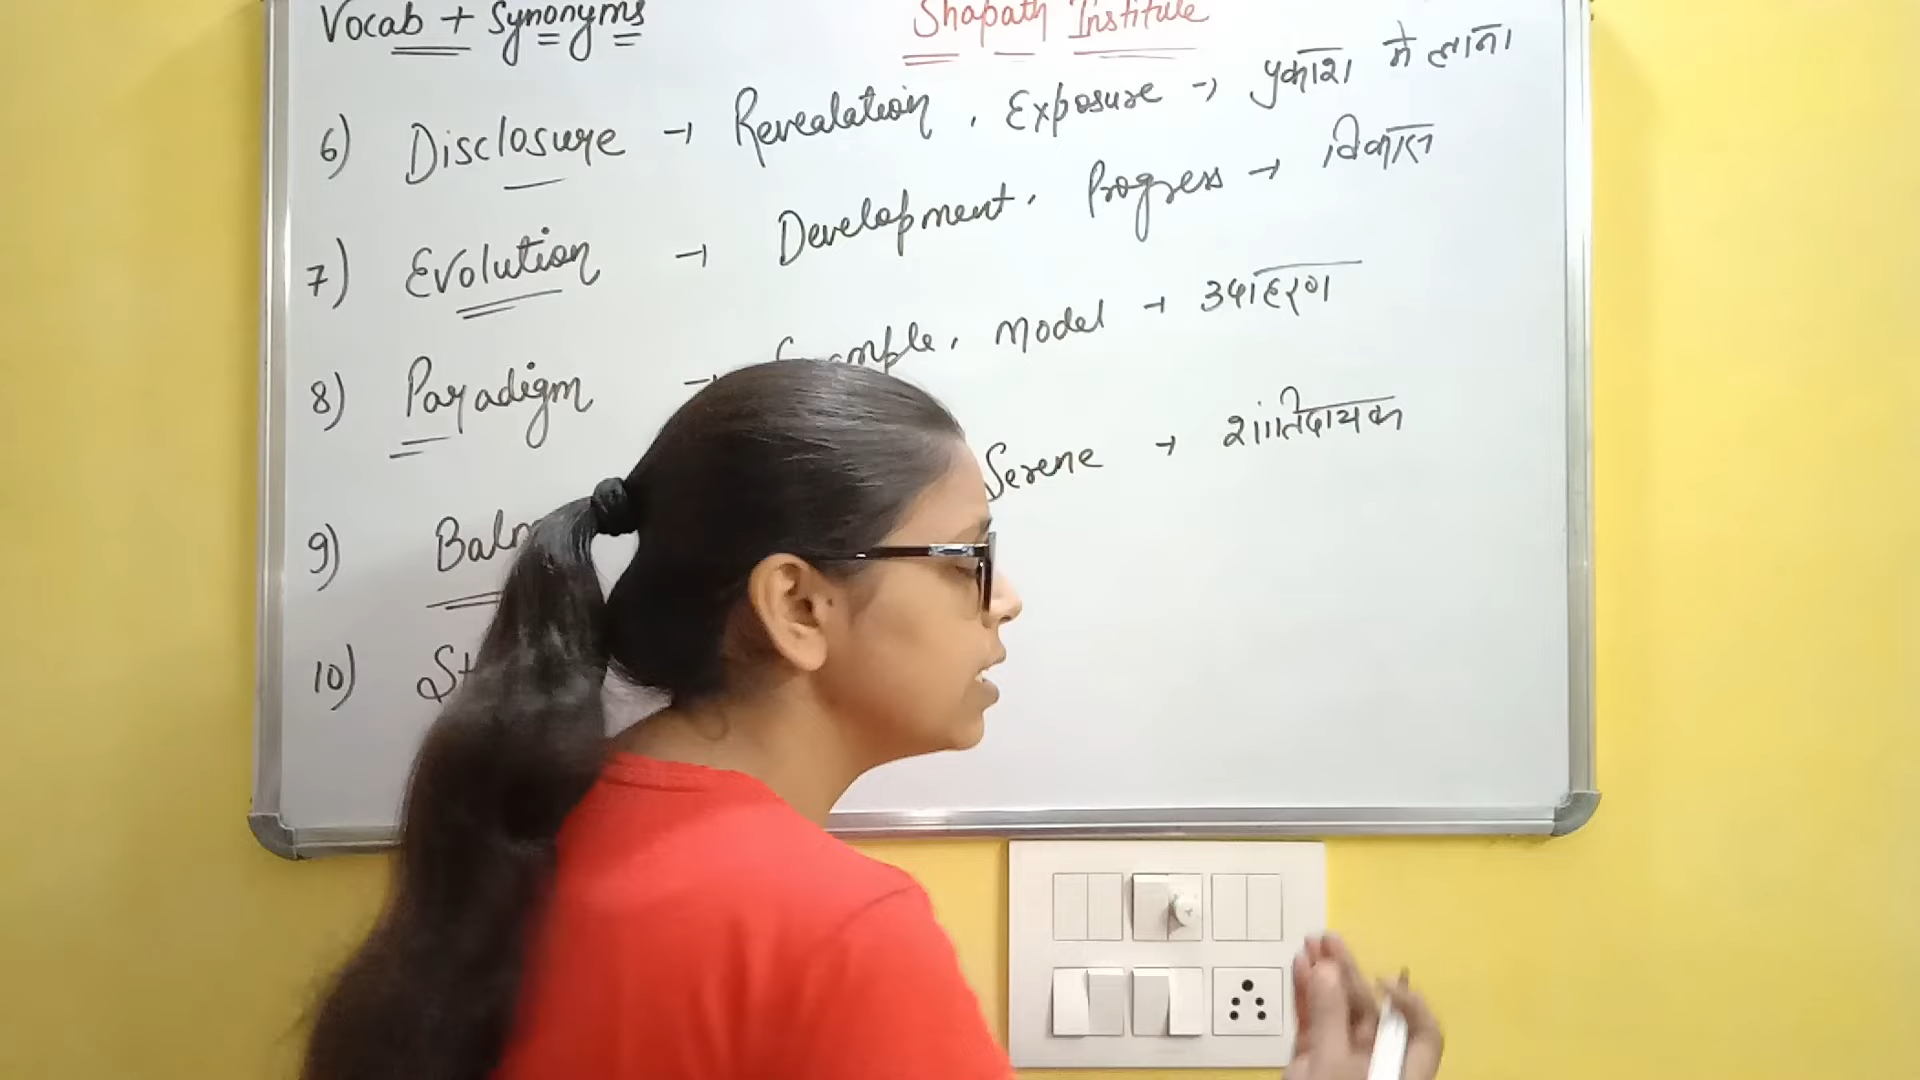 Vocab + Synonyms
Shapath Institute
6) Disclosure → Revealation, Exposure → प्रकाश मे लाना
7) Evolution → Development, Progress → विकास
8) Paradigm → Example, Model → उदाहरण
9) Serene → शांतिदायक
10)